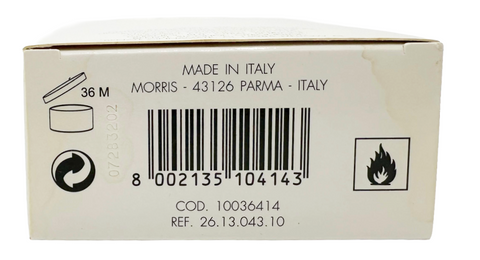 MADE IN ITALY
MORRIS - 43126 PARMA - ITALY
36 M
8 002135 104143
COD. 10036414
REF. 26.13.043.10